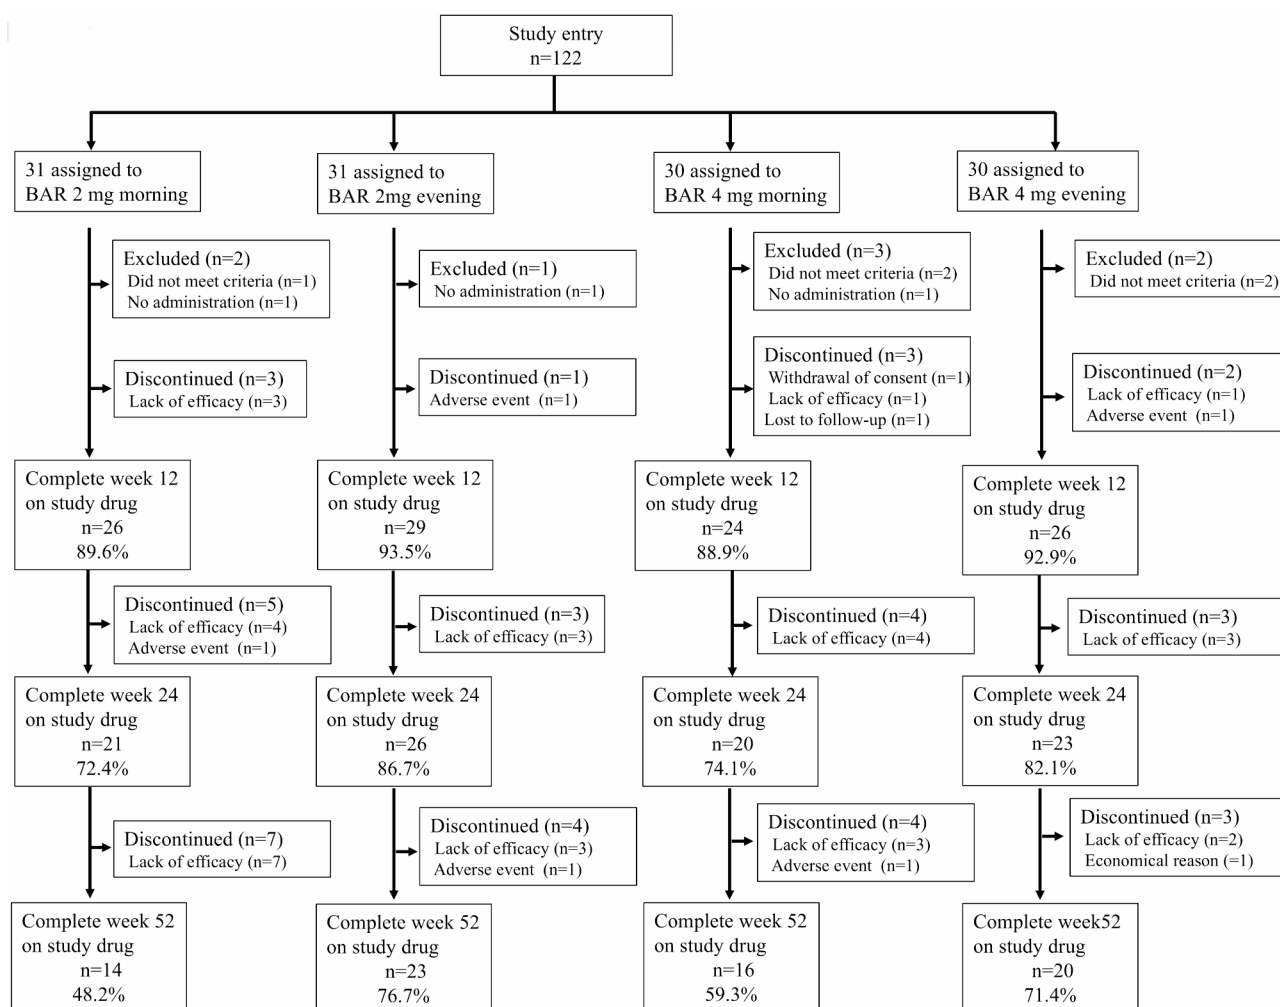 Study entry
n=122
31 assigned to
BAR 2 mg morning
31 assigned to
BAR 2mg evening
30 assigned to
BAR 4 mg morning
30 assigned to
BAR 4 mg evening
Excluded (n=2)
Did not meet criteria (n=1)
No administration (n=1)
Excluded (n=1)
No administration (n=1)
Excluded (n=3)
Did not meet criteria (n=2)
No administration (n=1)
Excluded (n=2)
Did not meet criteria (n=2)
Discontinued (n=3)
Lack of efficacy (n=3)
Discontinued (n=1)
Adverse event (n=1)
Discontinued (n=3)
Withdrawal of consent (n=1)
Lack of efficacy (n=1)
Lost to follow-up (n=1)
Discontinued (n=2)
Lack of efficacy (n=1)
Adverse event (n=1)
Complete week 12
on study drug
n=26
89.6%
Complete week 12
on study drug
n=29
93.5%
Complete week 12
on study drug
n=24
88.9%
Complete week 12
on study drug
n=26
92.9%
Discontinued (n=5)
Lack of efficacy (n=4)
Adverse event (n=1)
Discontinued (n=3)
Lack of efficacy (n=3)
Discontinued (n=4)
Lack of efficacy (n=4)
Discontinued (n=3)
Lack of efficacy (n=3)
Complete week 24
on study drug
n=21
72.4%
Complete week 24
on study drug
n=26
86.7%
Complete week 24
on study drug
n=20
74.1%
Complete week 24
on study drug
n=23
82.1%
Discontinued (n=7)
Lack of efficacy (n=7)
Discontinued (n=4)
Lack of efficacy (n=3)
Adverse event (n=1)
Discontinued (n=4)
Lack of efficacy (n=3)
Adverse event (n=1)
Discontinued (n=3)
Lack of efficacy (n=2)
Economical reason (=1)
Complete week 52
on study drug
n=14
48.2%
Complete week 52
on study drug
n=23
76.7%
Complete week 52
on study drug
n=16
59.3%
Complete week52
on study drug
n=20
71.4%